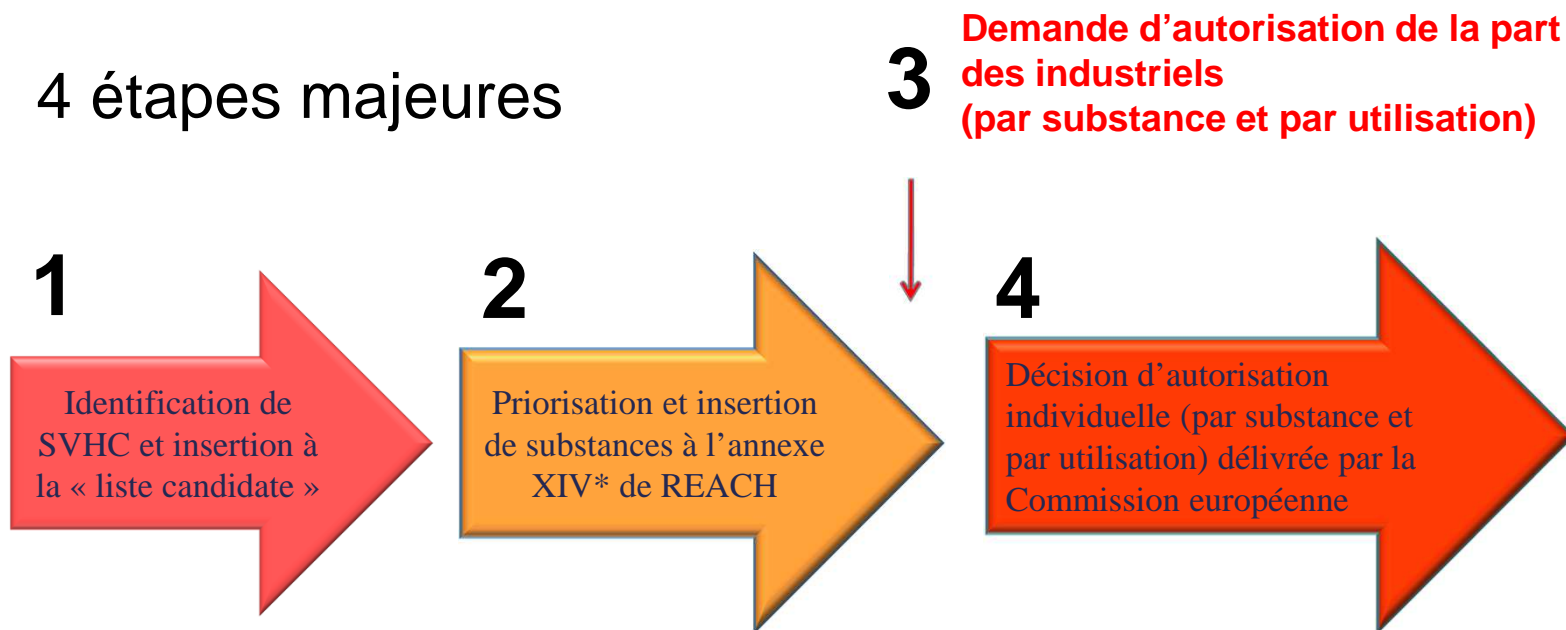 4 étapes majeures
3
Demande d’autorisation de la part
des industriels
(par substance et par utilisation)
1
Identification de
SVHC et insertion à
la « liste candidate »
2
Priorisation et insertion
de substances à l’annexe
XIV* de REACH
4
Décision d’autorisation
individuelle (par substance et
par utilisation) délivrée par la
Commission européenne